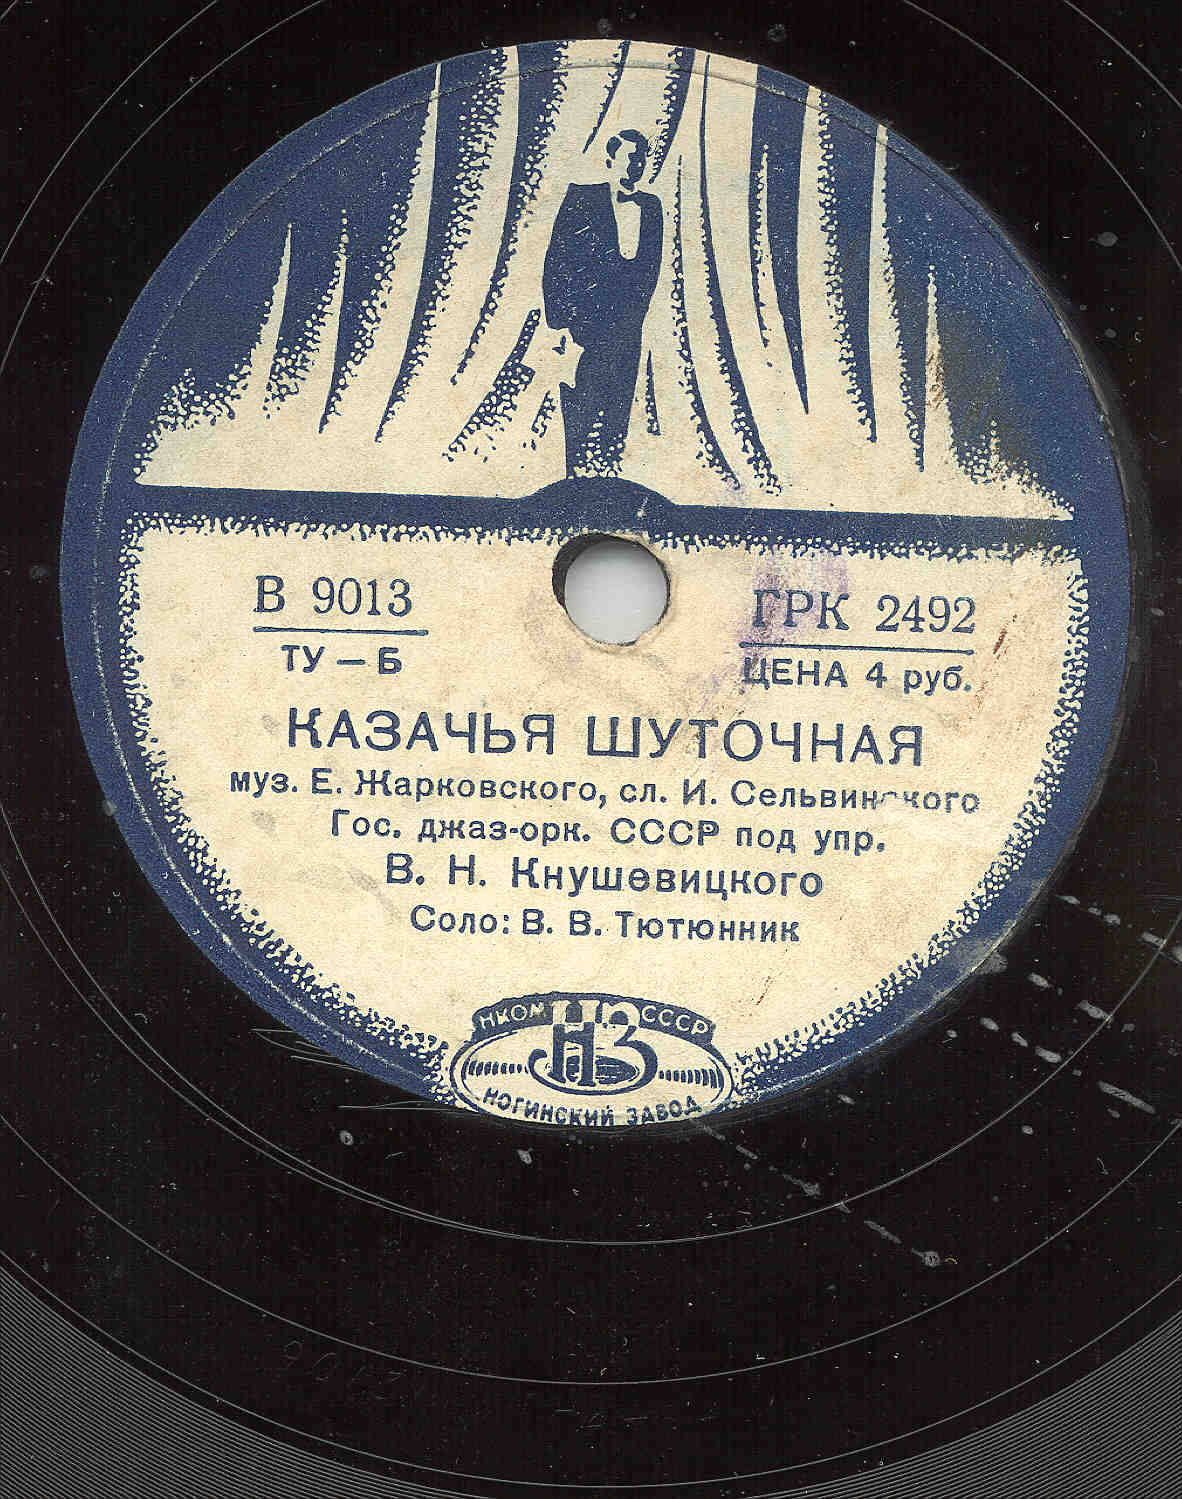 В 9013
ГРК 2492
ТУ – Б
ЦЕНА 4 руб.
КАЗАЧЬЯ ШУТОЧНАЯ
муз. Е. Жарковского, сл. И. Сельвинского
Гос. джаз-орк. СССР под упр.
В. Н. Кнушевицкого
Соло: В. В. Тютюнник
НКОМ НЗ СССР
НОГИНСКИЙ ЗАВОД